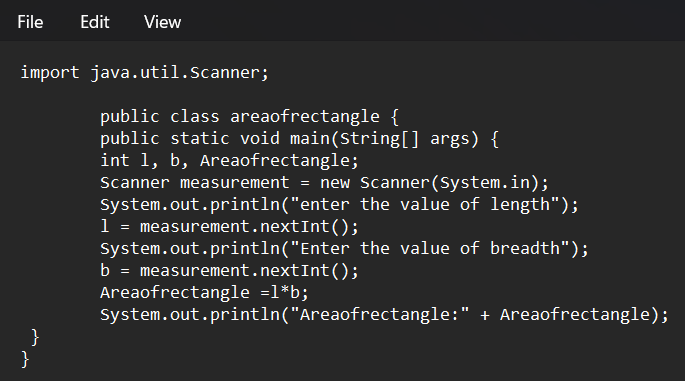 File Edit View
import java.util.Scanner;
public class areaofrectangle {
public static void main(String[] args) {
int l, b, Areaofrectangle;
Scanner measurement = new Scanner(System.in);
System.out.println("enter the value of length");
l = measurement.nextInt();
System.out.println("Enter the value of breadth");
b = measurement.nextInt();
Areaofrectangle =l*b;
System.out.println("Areaofrectangle:" + Areaofrectangle);
}
}